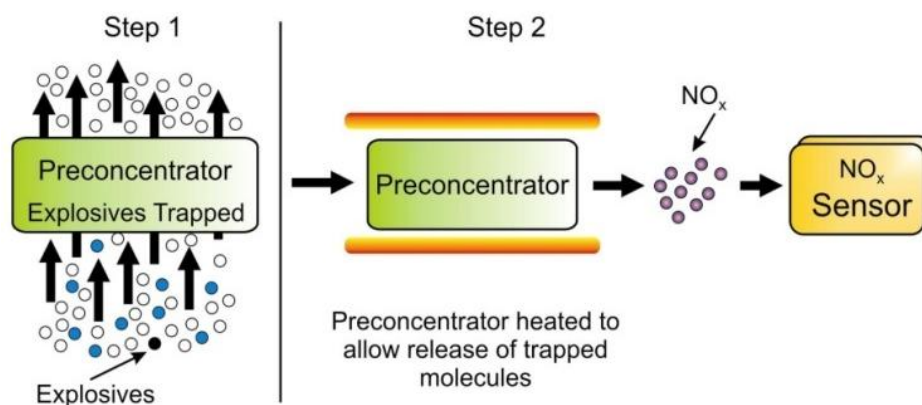 Step 1
Preconcentrator
Explosives Trapped
Explosives
Step 2
Preconcentrator
NOx
NOx
Sensor
Preconcentrator heated to
allow release of trapped
molecules